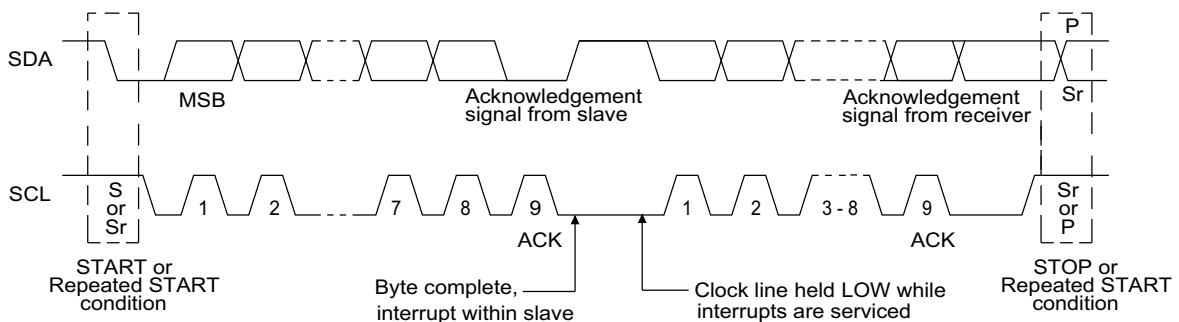 P
SDA
MSB
Acknowledgement
signal from slave
Acknowledgement
signal from receiver
Sr
SCL
S
or
Sr
1
2
7
8
9
ACK
1
2
3 - 8
9
ACK
Sr
or
P
START or
Repeated START
condition
Byte complete,
interrupt within slave
Clock line held LOW while
interrupts are serviced
STOP or
Repeated START
condition